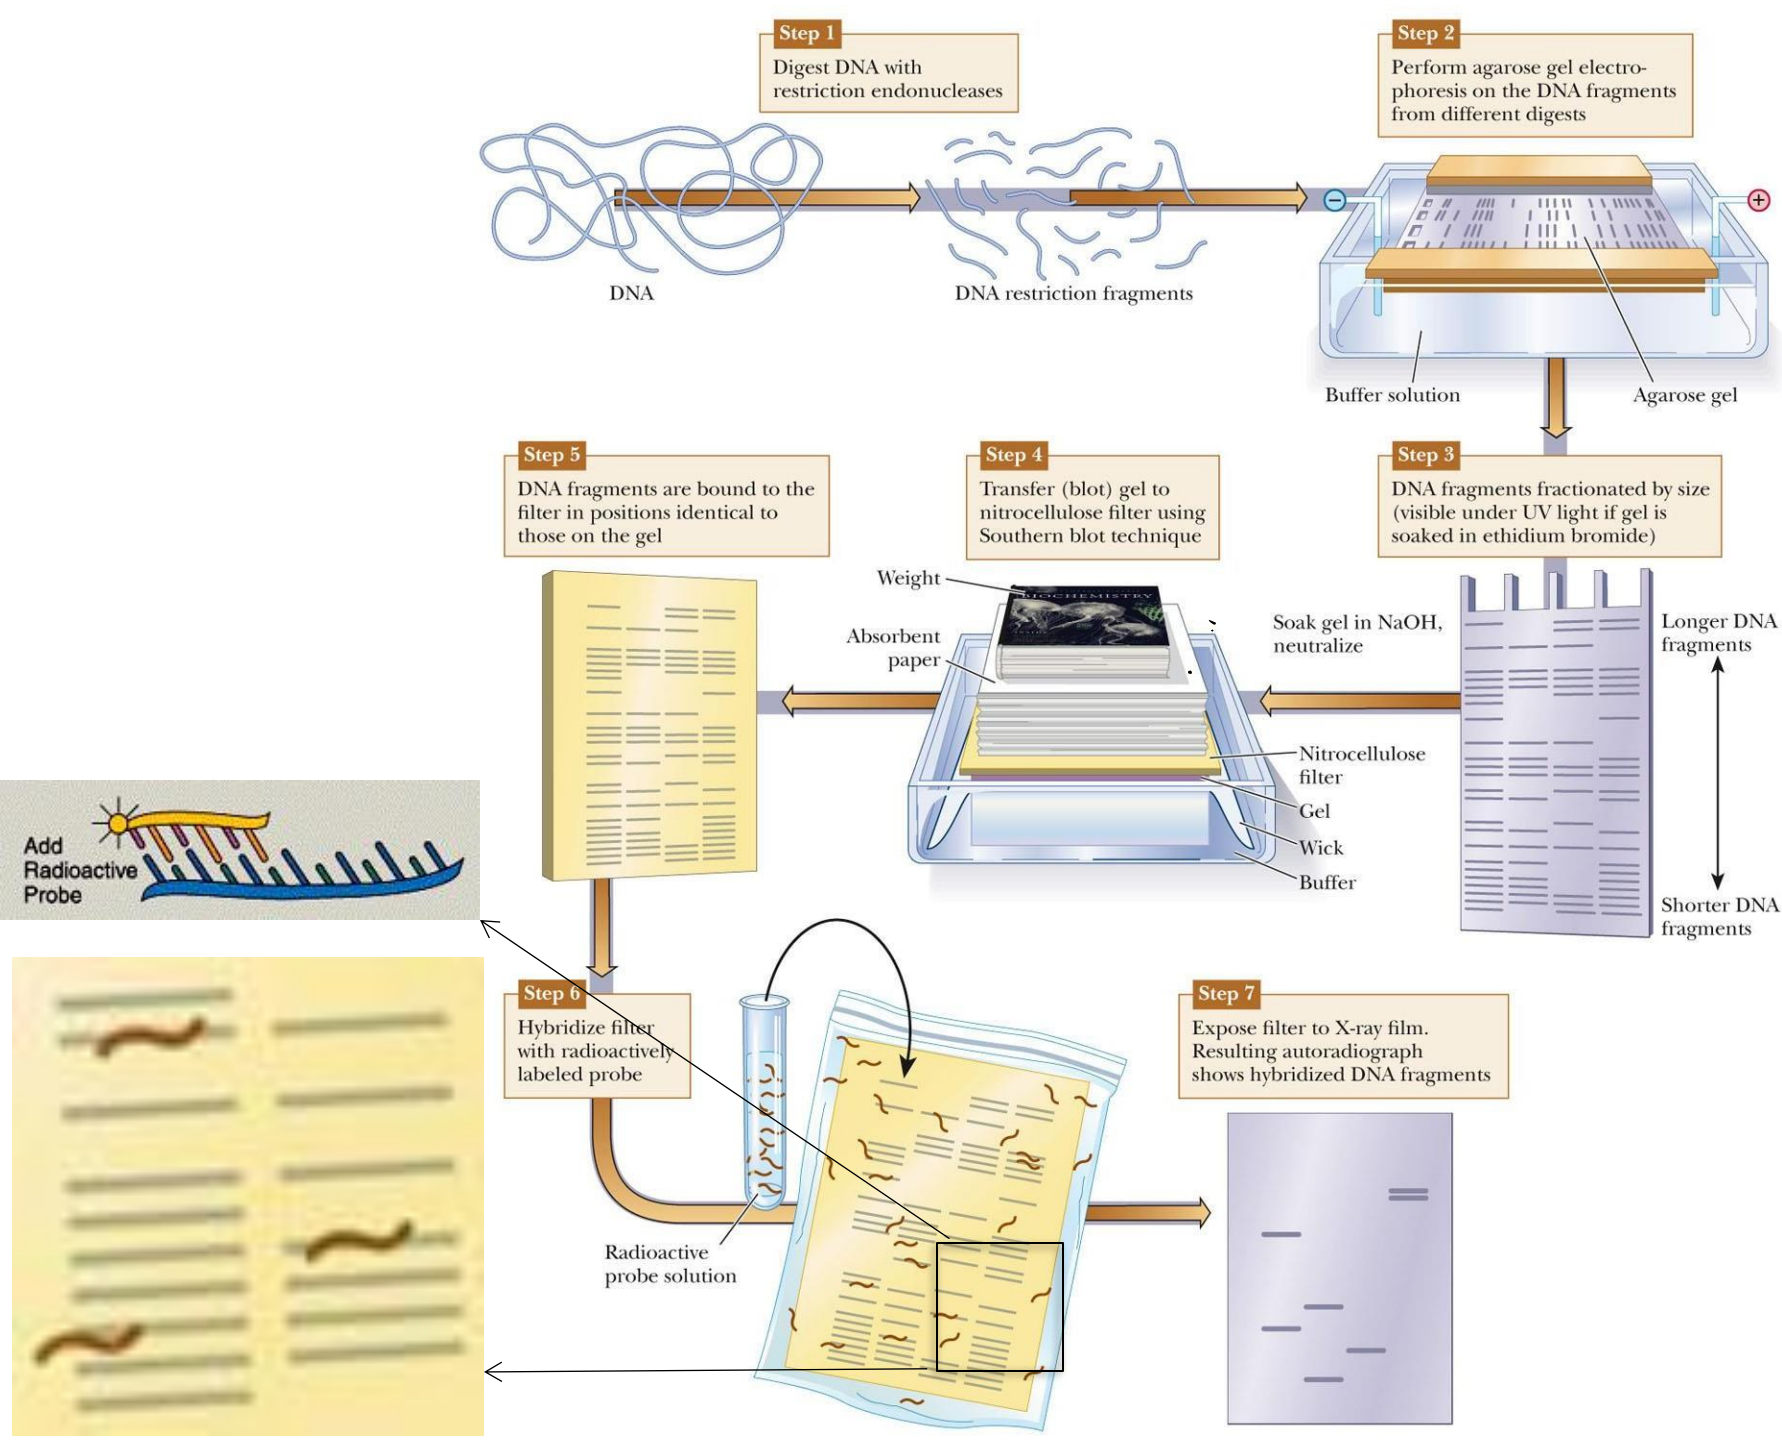 Step 1
Digest DNA with
restriction endonucleases
Step 2
Perform agarose gel electro-
phoresis on the DNA fragments
from different digests
−
+
DNA
DNA restriction fragments
Buffer solution
Agarose gel
Step 5
DNA fragments are bound to the
filter in positions identical to
those on the gel
Step 4
Transfer (blot) gel to
nitrocellulose filter using
Southern blot technique
Step 3
DNA fragments fractionated by size
(visible under UV light if gel is
soaked in ethidium bromide)
Weight
BIOCHEMISTRY
Absorbent
paper
Soak gel in NaOH,
neutralize
Longer DNA
fragments
Nitrocellulose
filter
Gel
Wick
Buffer
Shorter DNA
fragments
Add
Radioactive
Probe
Step 6
Hybridize filter
with radioactively
labeled probe
Radioactive
probe solution
Step 7
Expose filter to X-ray film.
Resulting autoradiograph
shows hybridized DNA fragments